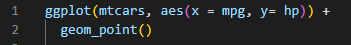 1 ggplot(mtcars, aes(x = mpg, y= hp)) +
2   geom_point()